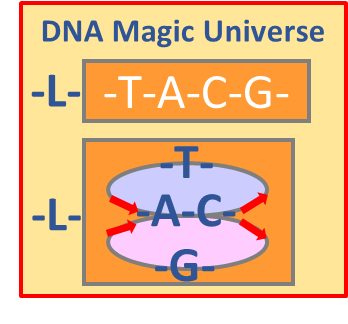 DNA Magic Universe
-L- -T-A-C-G-
-T-
-L- -A-C-
-G-